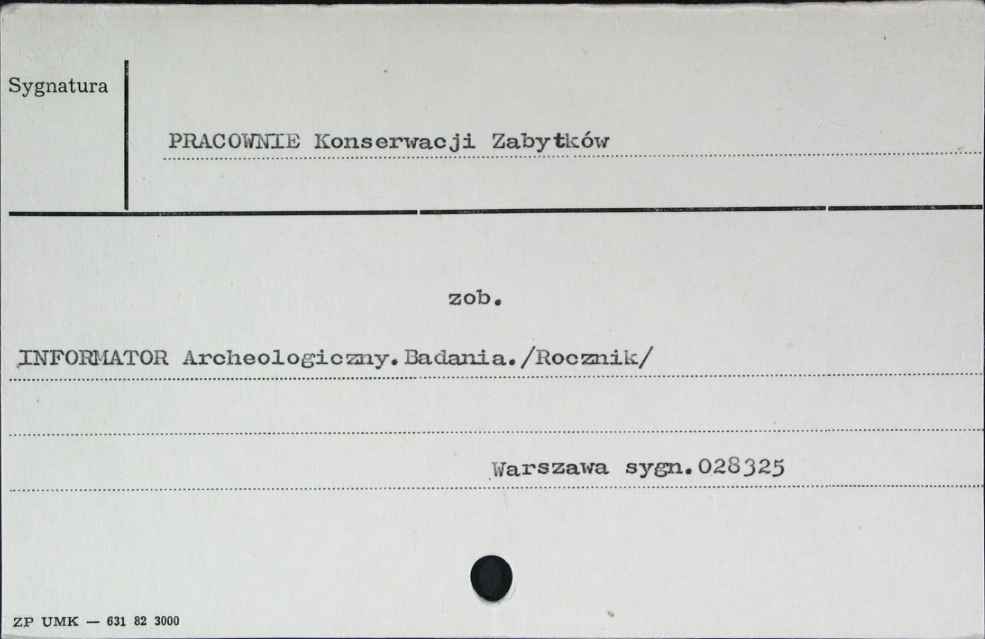 Sygnatura
PRACOWNIE Konserwacji Zabytków
zob.
INFORMATOR Archeologiczny.Badania./Rocznik/
Warszawa sygn.028325
ZP UMK — 631 82 3000